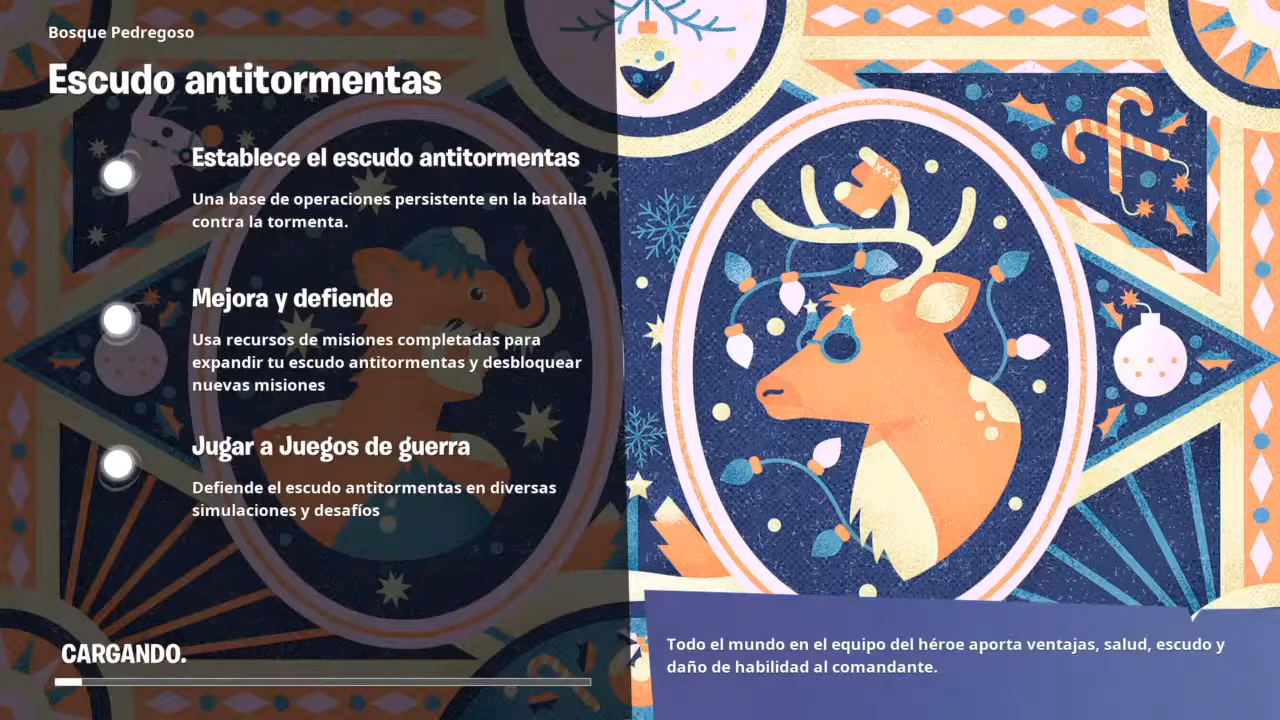 Bosque Pedregoso
Escudo antitormentas
Establece el escudo antitormentas
Una base de operaciones persistente en la batalla
contra la tormenta.
Mejora y defiende
Usa recursos de misiones completadas para
expandir tu escudo antitormentas y desbloquear
nuevas misiones
Jugar a Juegos de guerra
Defiende el escudo antitormentas en diversas
simulaciones y desafíos
CARGANDO.
Todo el mundo en el equipo del héroe aporta ventajas, salud, escudo y
daño de habilidad al comandante.